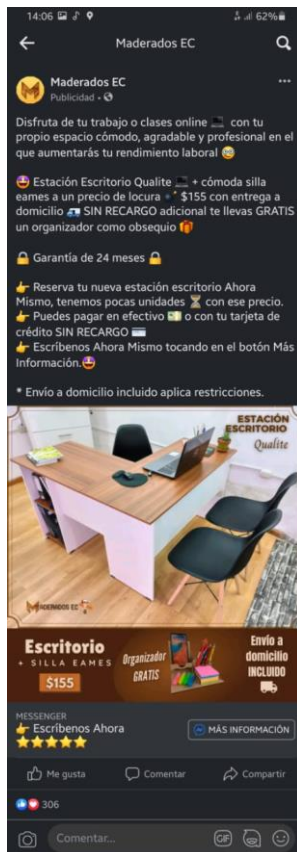 14:06 62%
Maderados EC
Maderados EC
Publicidad •
Disfruta de tu trabajo o clases online 💻 con tu
propio espacio cómodo, agradable y profesional en el
que aumentarás tu rendimiento laboral 🤓
🤩 Estación Escritorio Qualite 💻 + cómoda silla
eames a un precio de locura 💣 $155 con entrega a
domicilio 🚚 SIN RECARGO adicional te llevas GRATIS
un organizador como obsequio 🎁
🔒 Garantía de 24 meses 🔒
👉 Reserva tu nueva estación escritorio Ahora
Mismo, tenemos pocas unidades ⏳ con ese precio.
👉 Puedes pagar en efectivo 💵 o con tu tarjeta de
crédito SIN RECARGO 💳
👉 Escríbenos Ahora Mismo tocando en el botón Más
Información.🤩
* Envío a domicilio incluido aplica restricciones.
ESTACIÓN
ESCRITORIO
Qualite
MADERADOS EC
Escritorio
+ SILLA EAMES
$155
Organizador
GRATIS
Envío a
domicilio
INCLUIDO
MESSENGER
👉 Escríbenos Ahora
⭐⭐⭐⭐⭐
MÁS INFORMACIÓN
Me gusta Comentar Compartir
306
Comentar... GIF